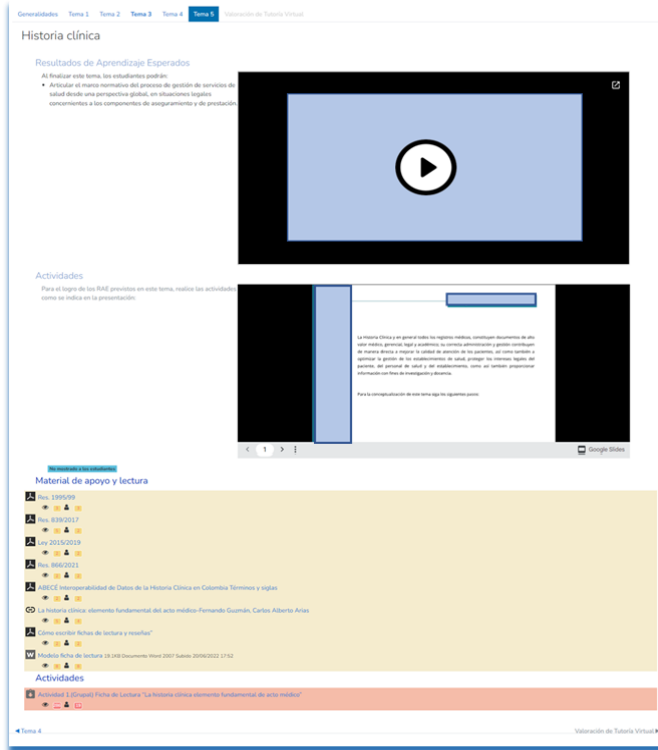 Generalidades Tema 1 Tema 2 Tema 3 Tema 4 Tema 5 Valoración de Tutoría Virtual
Historia clínica
Resultados de Aprendizaje Esperados
Al finalizar este tema, los estudiantes podrán:
Articular el marco normativo del proceso de gestión de servicios de
salud desde una perspectiva global, en situaciones legales
concernientes a los componentes de aseguramiento y de prestación.
Actividades
Para el logro de los RAE previstos en este tema, realice las actividades
como se indica en la presentación:
La Historia Clínica y en general todos los registros médicos, constituyen documentos de alto
valor médico, gerencial, legal y académico; su correcta administración y gestión contribuyen
de manera directa a mejorar la calidad de atención de los pacientes, así como también a
optimizar la gestión de los establecimientos de salud, proteger los intereses legales del
paciente, del personal de salud y del establecimiento, como así también proporcionar
información con fines de investigación y docencia.
Para la conceptualización de este tema siga los siguientes pasos:
1
Google Slides
No mostrado a los estudiantes
Material de apoyo y lectura
Res. 1995/99
Res. 839/2017
Ley 2015/2019
Res. 866/2021
ABECÉ Interoperabilidad de Datos de la Historia Clínica en Colombia Términos y siglas
La historia clínica: elemento fundamental del acto médico-Fernando Guzmán, Carlos Alberto Arias
Cómo escribir fichas de lectura y reseñas"
Modelo ficha de lectura 19.1KB Documento Word 2007 Subido 20/06/2022 17:52
Actividades
Actividad 1 (Grupal) Ficha de Lectura "La historia clínica elemento fundamental de acto médico"
Tema 4
Valoración de Tutoría Virtual